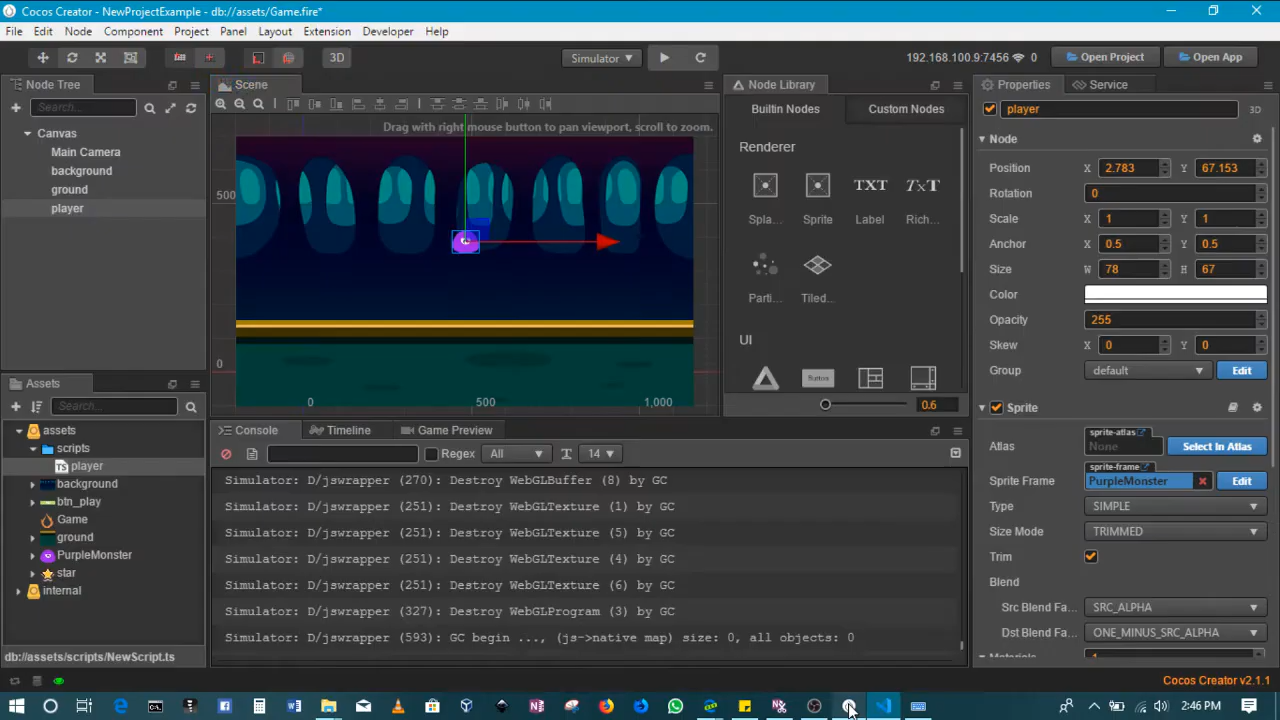 Cocos Creator - NewProjectExample - db://assets/Game.fire*
File Edit Node Component Project Panel Layout Extension Developer Help
3D Simulator 192.168.100.9:7456 0 Open Project Open App
Node Tree
Search...
Canvas
Main Camera
background
ground
player
Scene
Drag with right mouse button to pan viewport, scroll to zoom.
500
0
0 500 1,000
Node Library
Builtin Nodes Custom Nodes
Renderer
Spla... Sprite Label Rich...
TXT TxT
Parti... Tiled...
UI
Button
0.6
Properties Service
player 3D
Node
Position X 2.783 Y 67.153
Rotation 0
Scale X 1 Y 1
Anchor X 0.5 Y 0.5
Size W 78 H 67
Color
Opacity 255
Skew X 0 Y 0
Group default Edit
Sprite
sprite-atlas
Atlas None Select In Atlas
sprite-frame
Sprite Frame PurpleMonster Edit
Type SIMPLE
Size Mode TRIMMED
Trim
Blend
Src Blend Fa... SRC_ALPHA
Dst Blend Fa... ONE_MINUS_SRC_ALPHA
Materials 1
Assets
Search...
assets
scripts
TS player
background
btn_play
Game
ground
PurpleMonster
star
internal
db://assets/scripts/NewScript.ts
Console Timeline Game Preview
Regex All 14
Simulator: D/jswrapper (270): Destroy WebGLBuffer (8) by GC
Simulator: D/jswrapper (251): Destroy WebGLTexture (1) by GC
Simulator: D/jswrapper (251): Destroy WebGLTexture (5) by GC
Simulator: D/jswrapper (251): Destroy WebGLTexture (4) by GC
Simulator: D/jswrapper (251): Destroy WebGLTexture (6) by GC
Simulator: D/jswrapper (327): Destroy WebGLProgram (3) by GC
Simulator: D/jswrapper (593): GC begin ..., (js->native map) size: 0, all objects: 0
Cocos Creator v2.1.1
2:46 PM